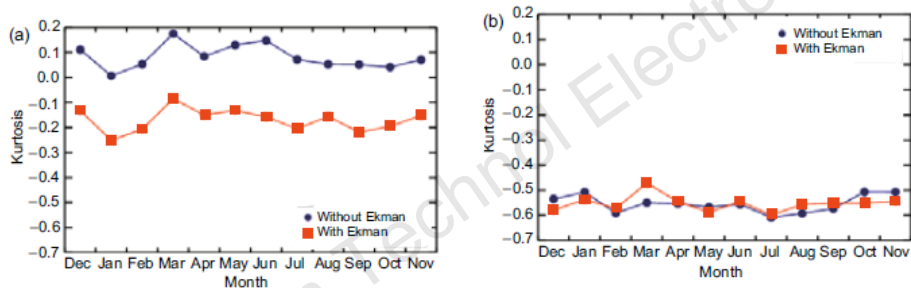 (a)
0.2
0.1
0.0
−0.1
−0.2
−0.3
−0.4
−0.5
−0.6
−0.7
Kurtosis
Without Ekman
With Ekman
Dec Jan Feb Mar Apr May Jun Jul Aug Sep Oct Nov
Month
(b)
0.2
0.1
0.0
−0.1
−0.2
−0.3
−0.4
−0.5
−0.6
−0.7
Kurtosis
Without Ekman
With Ekman
Dec Jan Feb Mar Apr May Jun Jul Aug Sep Oct Nov
Month
Technol Electro